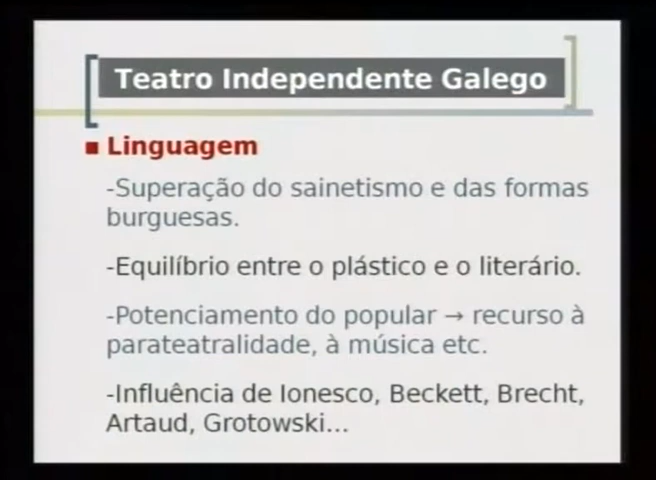 Teatro Independente Galego
Linguagem
-Superação do sainetismo e das formas
burguesas.
-Equilíbrio entre o plástico e o literário.
-Potenciamento do popular → recurso à
parateatralidade, à música etc.
-Influência de Ionesco, Beckett, Brecht,
Artaud, Grotowski...